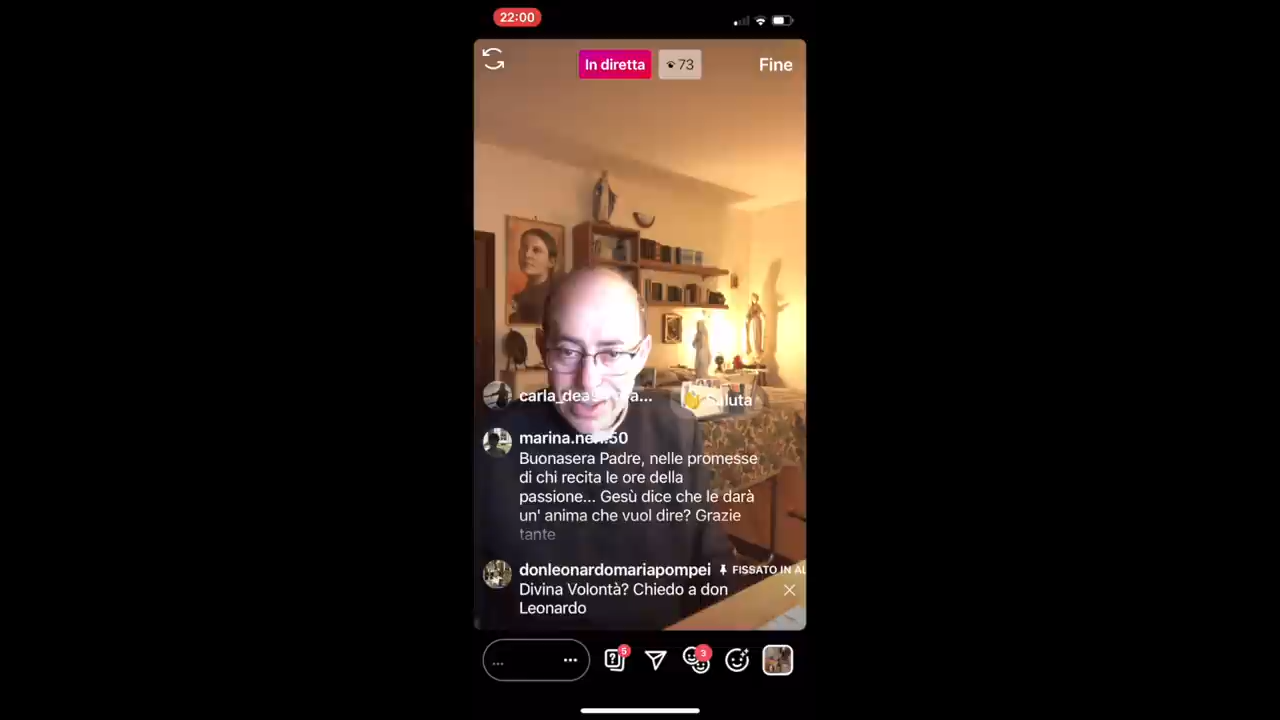 22:00
In diretta
73
Fine
Saluta
marina.neri.50
Buonasera Padre, nelle promesse
di chi recita le ore della
passione... Gesù dice che le darà
un' anima che vuol dire? Grazie
tante
donleonardomariapompei FISSATO IN AL
Divina Volontà? Chiedo a don
Leonardo
...
5
3